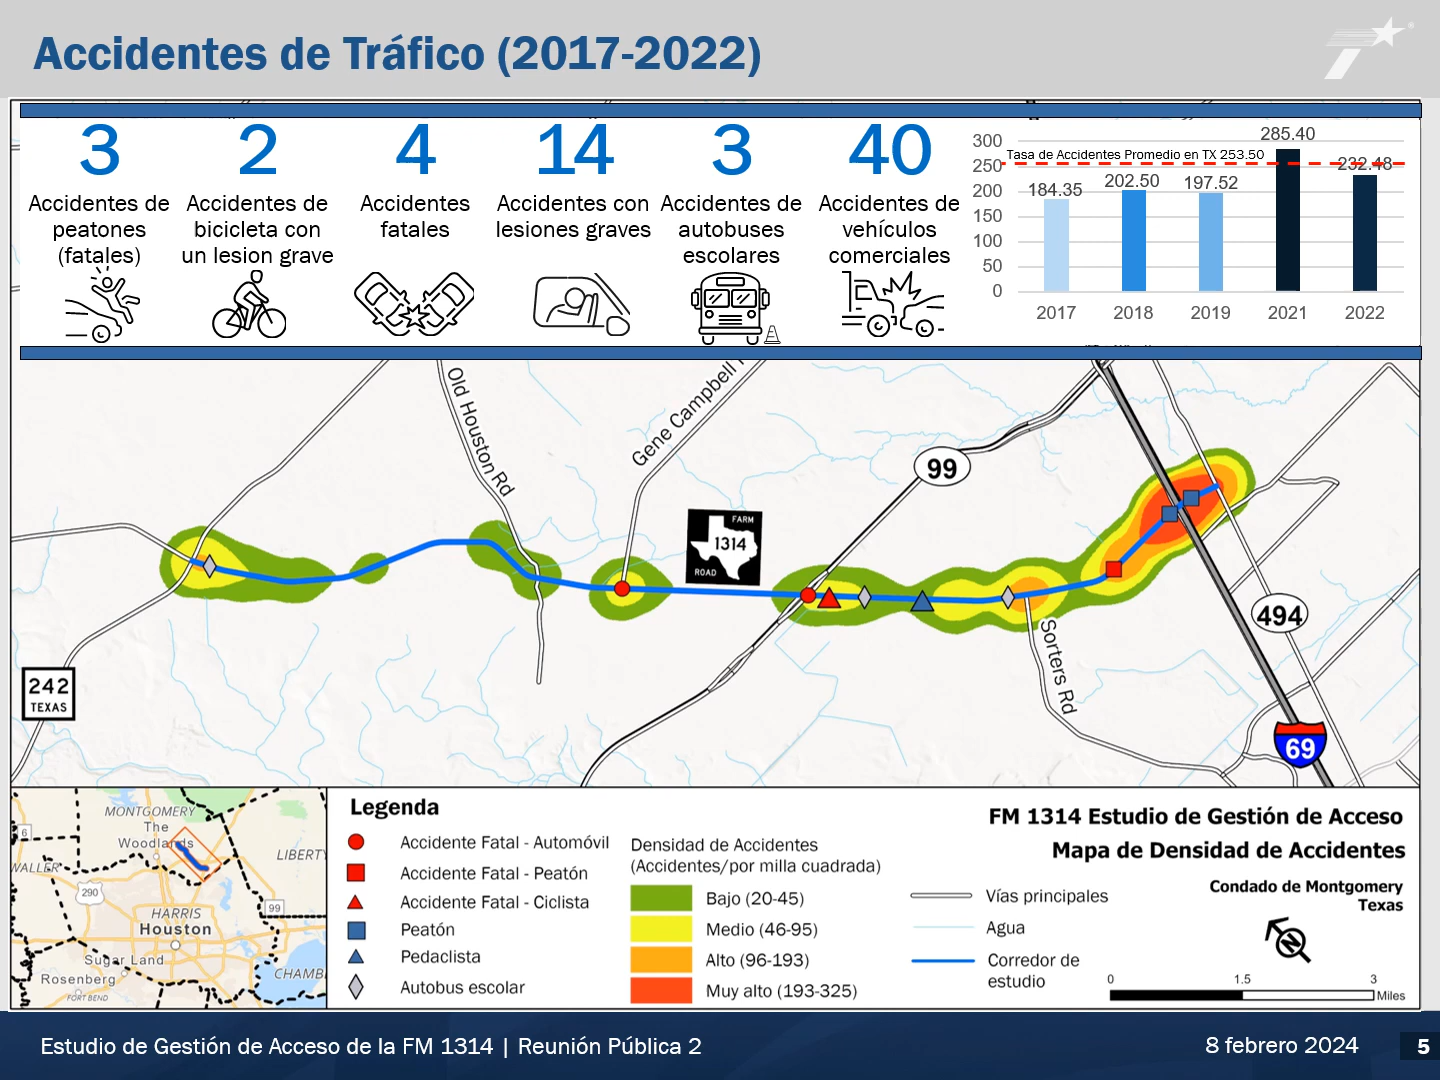 Accidentes de Tráfico (2017-2022)
3
Accidentes de
peatones
(fatales)
2
Accidentes de
bicicleta con
un lesion grave
4
Accidentes
fatales
14
Accidentes con
lesiones graves
3
Accidentes de
autobuses
escolares
40
Accidentes de
vehículos
comerciales
300
250
200
150
100
50
0
Tasa de Accidentes Promedio en TX 253.50
184.35
202.50
197.52
285.40
232.48
2017
2018
2019
2021
2022
Old Houston Rd
Gene Campbell
99
FARM
1314
ROAD
494
Sorters Rd
242
TEXAS
69
MONTGOMERY
The
Woodlands
6
WALLER
LIBERTY
290
99
HARRIS
Houston
Sugar Land
Rosenberg
FORT BEND
CHAMB
Legenda
Accidente Fatal - Automóvil
Accidente Fatal - Peatón
Accidente Fatal - Ciclista
Peatón
Pedaclista
Autobus escolar
Densidad de Accidentes
(Accidentes/por milla cuadrada)
Bajo (20-45)
Medio (46-95)
Alto (96-193)
Muy alto (193-325)
Vías principales
Agua
Corredor de
estudio
FM 1314 Estudio de Gestión de Acceso
Mapa de Densidad de Accidentes
Condado de Montgomery
Texas
N
0
1.5
3
Miles
Estudio de Gestión de Acceso de la FM 1314 | Reunión Pública 2
8 febrero 2024
5